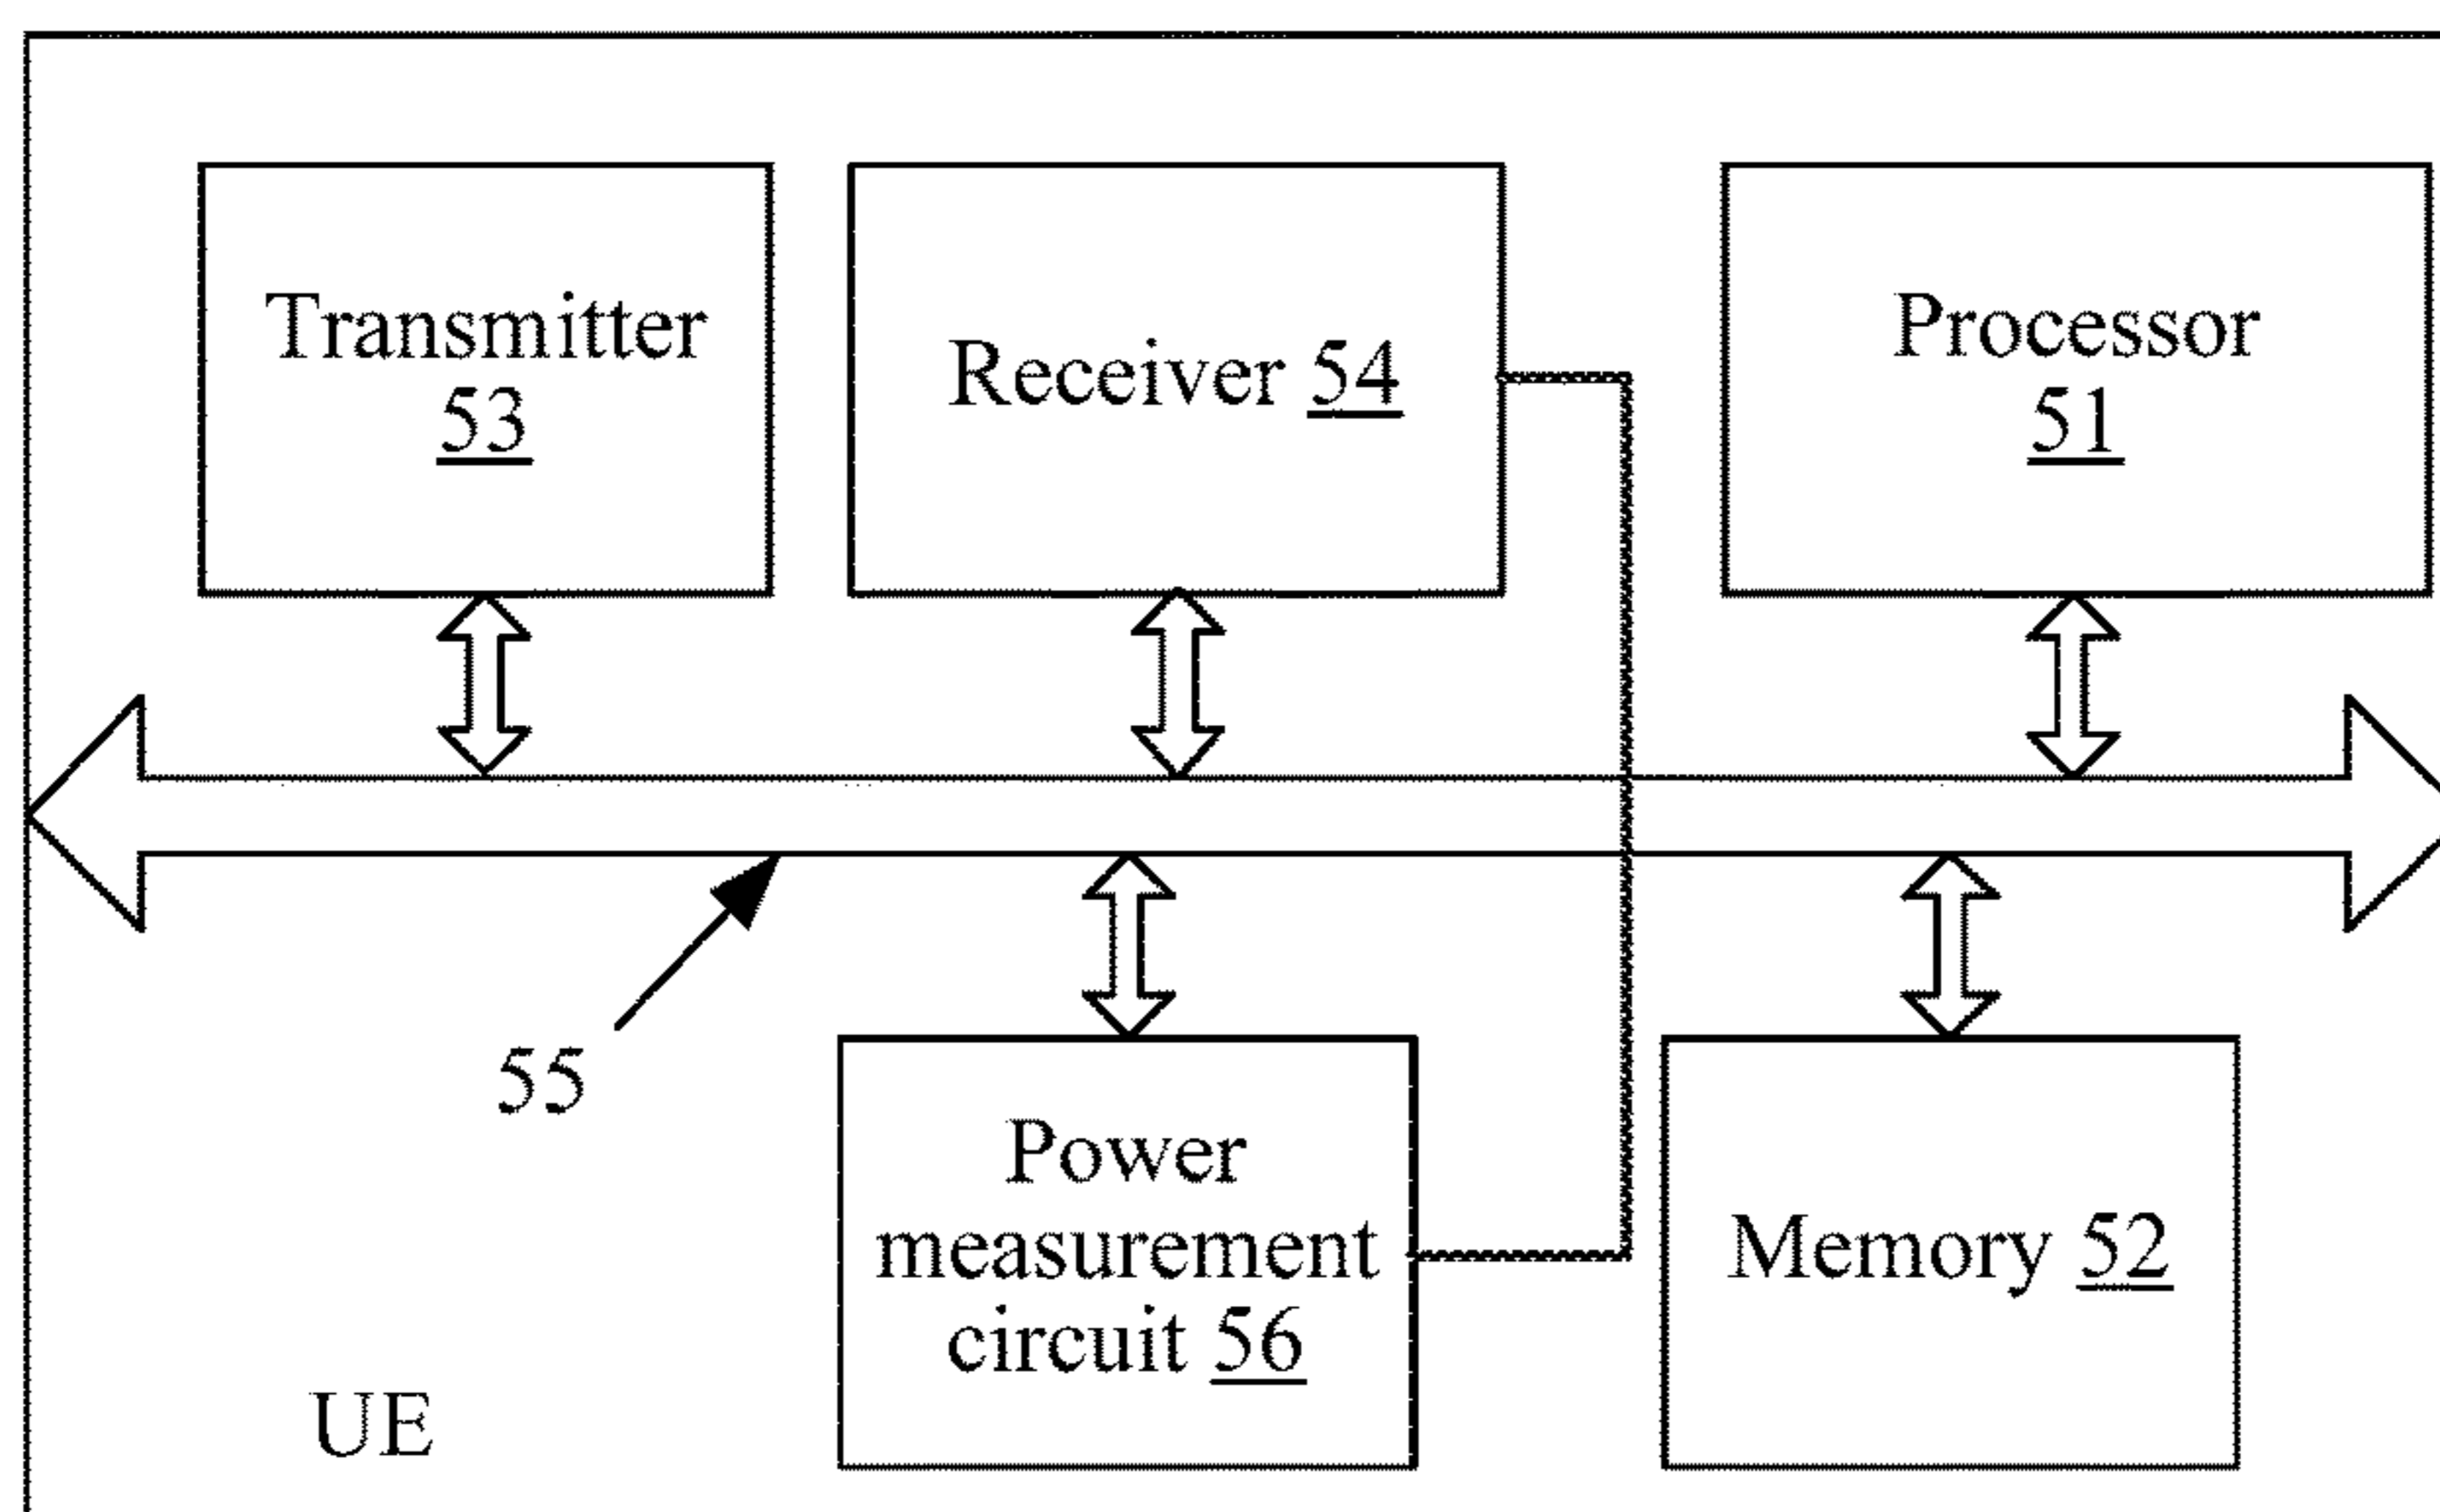 Transmitter
53
Receiver 54
Processor
51
55
Power
measurement
circuit 56
Memory 52
UE